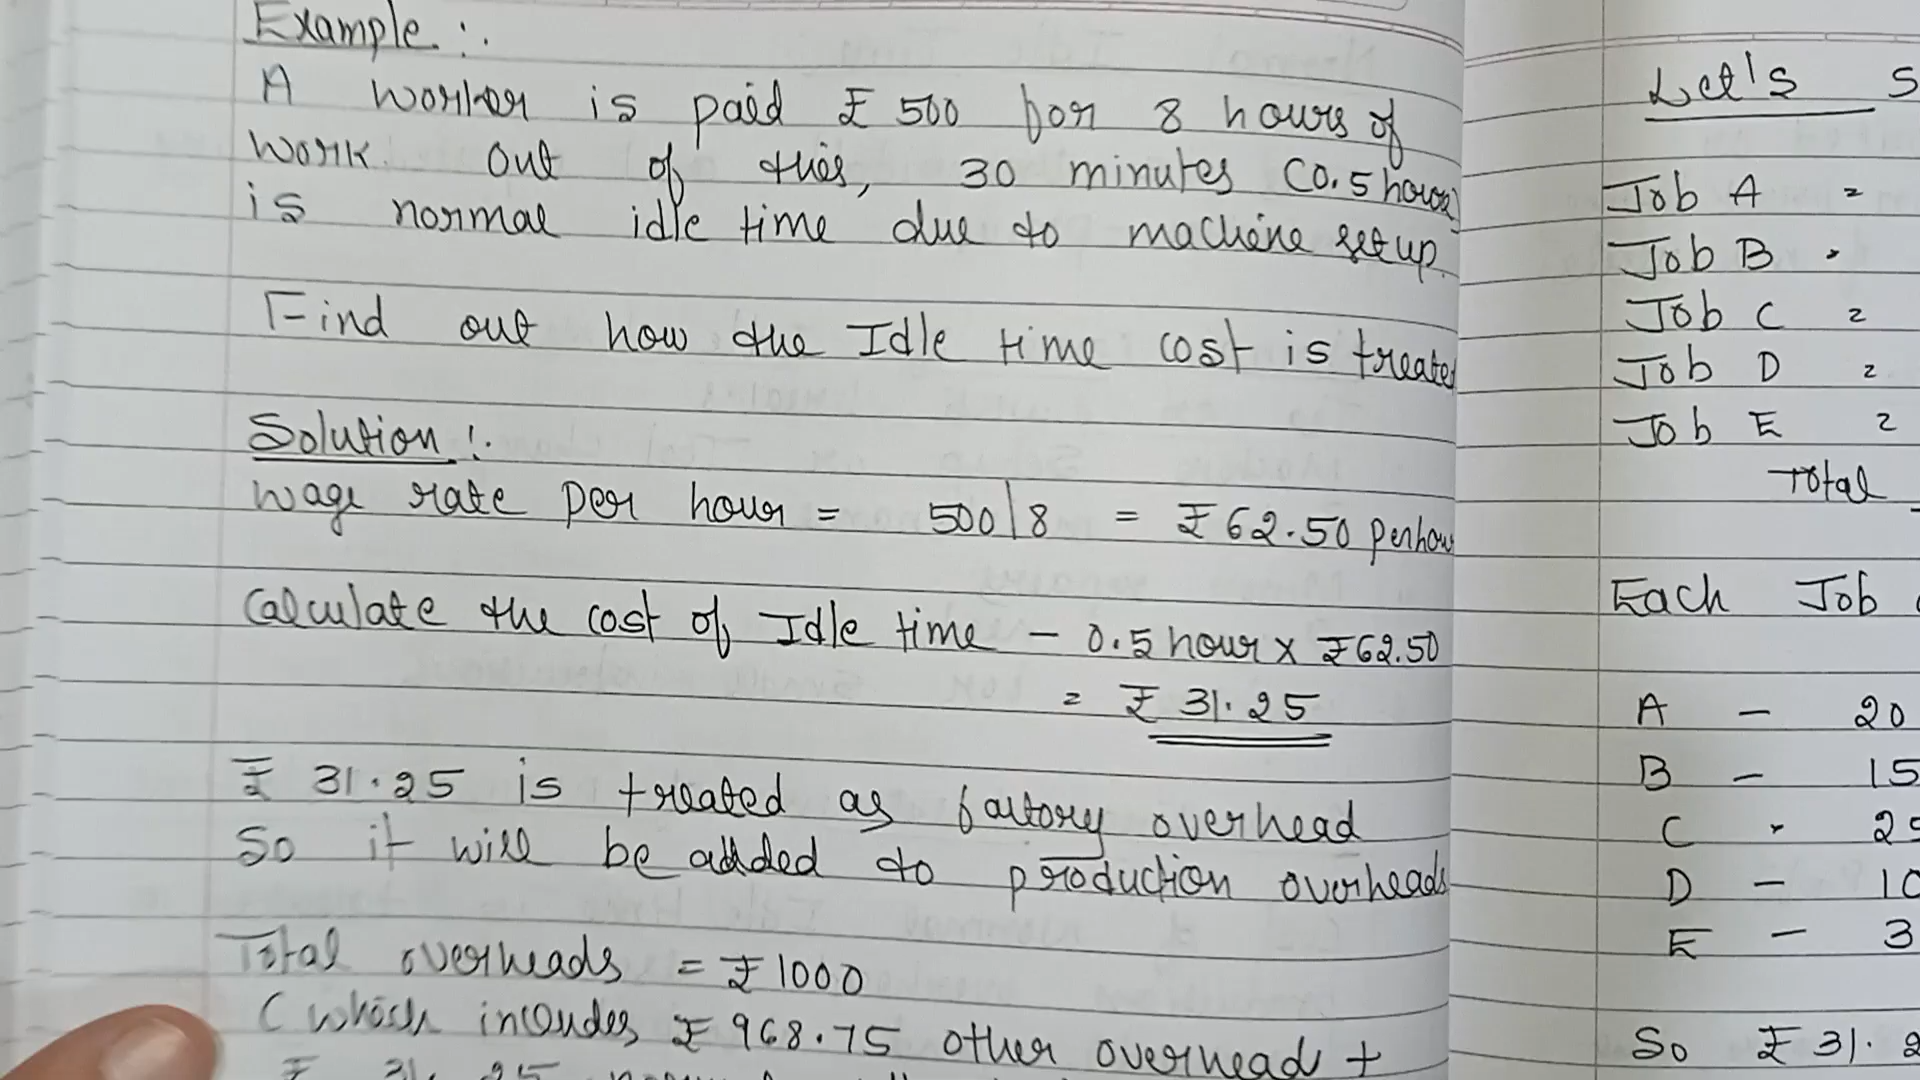 Example :.
A worker is paid ₹ 500 for 8 hours of
work. out of this, 30 minutes (0.5 hours)
is normal idle time due to machine setup.
Find out how the Idle time cost is treated
Solution :.
wage rate per hour = 500/8 = ₹ 62.50 per hour
Calculate the cost of Idle time - 0.5 hour x ₹62.50
= ₹ 31.25
₹ 31.25 is treated as factory overhead
So it will be added to production overheads
Total overheads = ₹ 1000
(which includes ₹ 968.75 other overhead +
₹ 31.25
Let's S
Job A =
Job B
Job C =
Job D =
Job E =
Total
Each Job
A - 20
B - 15
C - 25
D - 10
E - 3
So ₹ 31.2